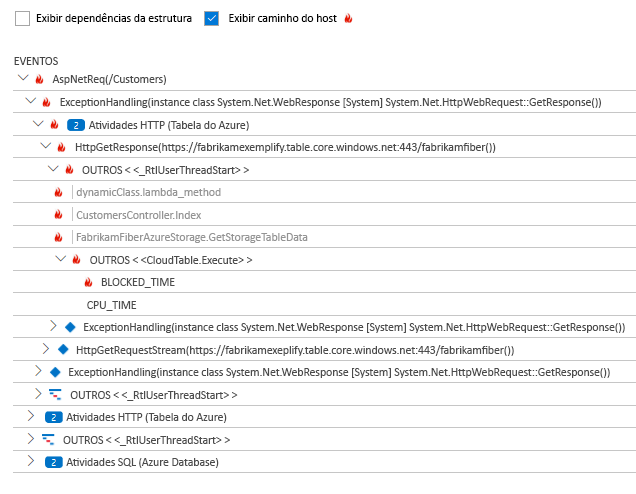 Exibir dependências da estrutura Exibir caminho do host
EVENTOS
AspNetReq(/Customers)
ExceptionHandling(instance class System.Net.WebResponse [System] System.Net.HttpWebRequest::GetResponse())
2 Atividades HTTP (Tabela do Azure)
HttpGetResponse(https://fabrikamexemplify.table.core.windows.net:443/fabrikamfiber())
OUTROS < <_RtlUserThreadStart> >
dynamicClass.lambda_method
CustomersController.Index
FabrikamFiberAzureStorage.GetStorageTableData
OUTROS < <CloudTable.Execute> >
BLOCKED_TIME
CPU_TIME
ExceptionHandling(instance class System.Net.WebResponse [System] System.Net.HttpWebRequest::GetResponse())
HttpGetRequestStream(https://fabrikamexeplify.table.core.windows.net:443/fabrikamfiber())
ExceptionHandling(instance class System.Net.WebResponse [System] System.Net.HttpWebRequest::GetResponse())
OUTROS < <_RtlUserThreadStart> >
2 Atividades HTTP (Tabela do Azure)
OUTROS < <_RtlUserThreadStart> >
2 Atividades SQL (Azure Database)